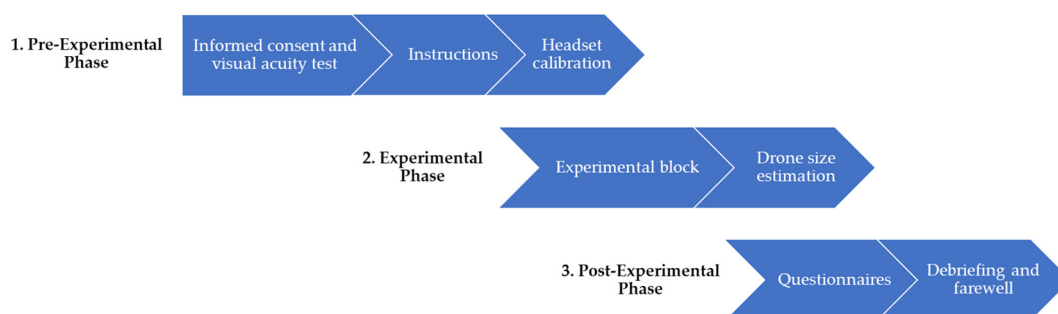 1. Pre-Experimental
Phase
Informed consent and
visual acuity test
Instructions
Headset
calibration
2. Experimental
Phase
Experimental block
Drone size
estimation
3. Post-Experimental
Phase
Questionnaires
Debriefing and
farewell